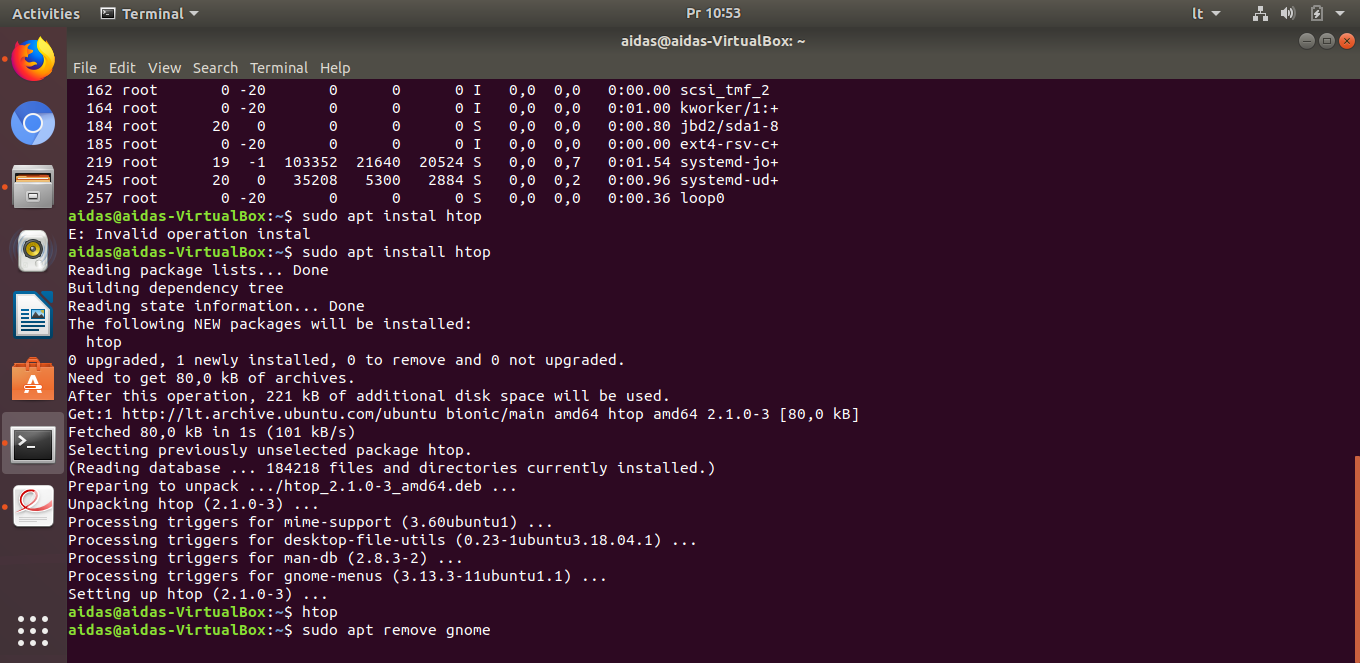 Activities Terminal Pr 10:53 lt
aidas@aidas-VirtualBox: ~
File Edit View Search Terminal Help
162 root 0 -20 0 0 0 I 0,0 0,0 0:00.00 scsi_tmf_2
164 root 0 -20 0 0 0 I 0,0 0,0 0:01.00 kworker/1:+
184 root 20 0 0 0 0 S 0,0 0,0 0:00.80 jbd2/sda1-8
185 root 0 -20 0 0 0 I 0,0 0,0 0:00.00 ext4-rsv-c+
219 root 19 -1 103352 21640 20524 S 0,0 0,7 0:01.54 systemd-jo+
245 root 20 0 35208 5300 2884 S 0,0 0,2 0:00.96 systemd-ud+
257 root 0 -20 0 0 0 S 0,0 0,0 0:00.36 loop0
aidas@aidas-VirtualBox:~$ sudo apt instal htop
E: Invalid operation instal
aidas@aidas-VirtualBox:~$ sudo apt install htop
Reading package lists... Done
Building dependency tree
Reading state information... Done
The following NEW packages will be installed:
htop
0 upgraded, 1 newly installed, 0 to remove and 0 not upgraded.
Need to get 80,0 kB of archives.
After this operation, 221 kB of additional disk space will be used.
Get:1 http://lt.archive.ubuntu.com/ubuntu bionic/main amd64 htop amd64 2.1.0-3 [80,0 kB]
Fetched 80,0 kB in 1s (101 kB/s)
Selecting previously unselected package htop.
(Reading database ... 184218 files and directories currently installed.)
Preparing to unpack .../htop_2.1.0-3_amd64.deb ...
Unpacking htop (2.1.0-3) ...
Processing triggers for mime-support (3.60ubuntu1) ...
Processing triggers for desktop-file-utils (0.23-1ubuntu3.18.04.1) ...
Processing triggers for man-db (2.8.3-2) ...
Processing triggers for gnome-menus (3.13.3-11ubuntu1.1) ...
Setting up htop (2.1.0-3) ...
aidas@aidas-VirtualBox:~$ htop
aidas@aidas-VirtualBox:~$ sudo apt remove gnome